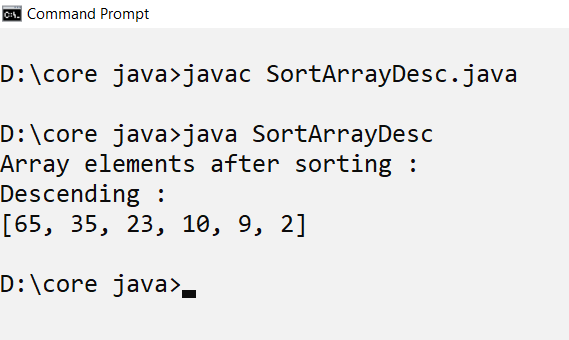 Command Prompt
D:\core java>javac SortArrayDesc.java
D:\core java>java SortArrayDesc
Array elements after sorting :
Descending :
[65, 35, 23, 10, 9, 2]
D:\core java>